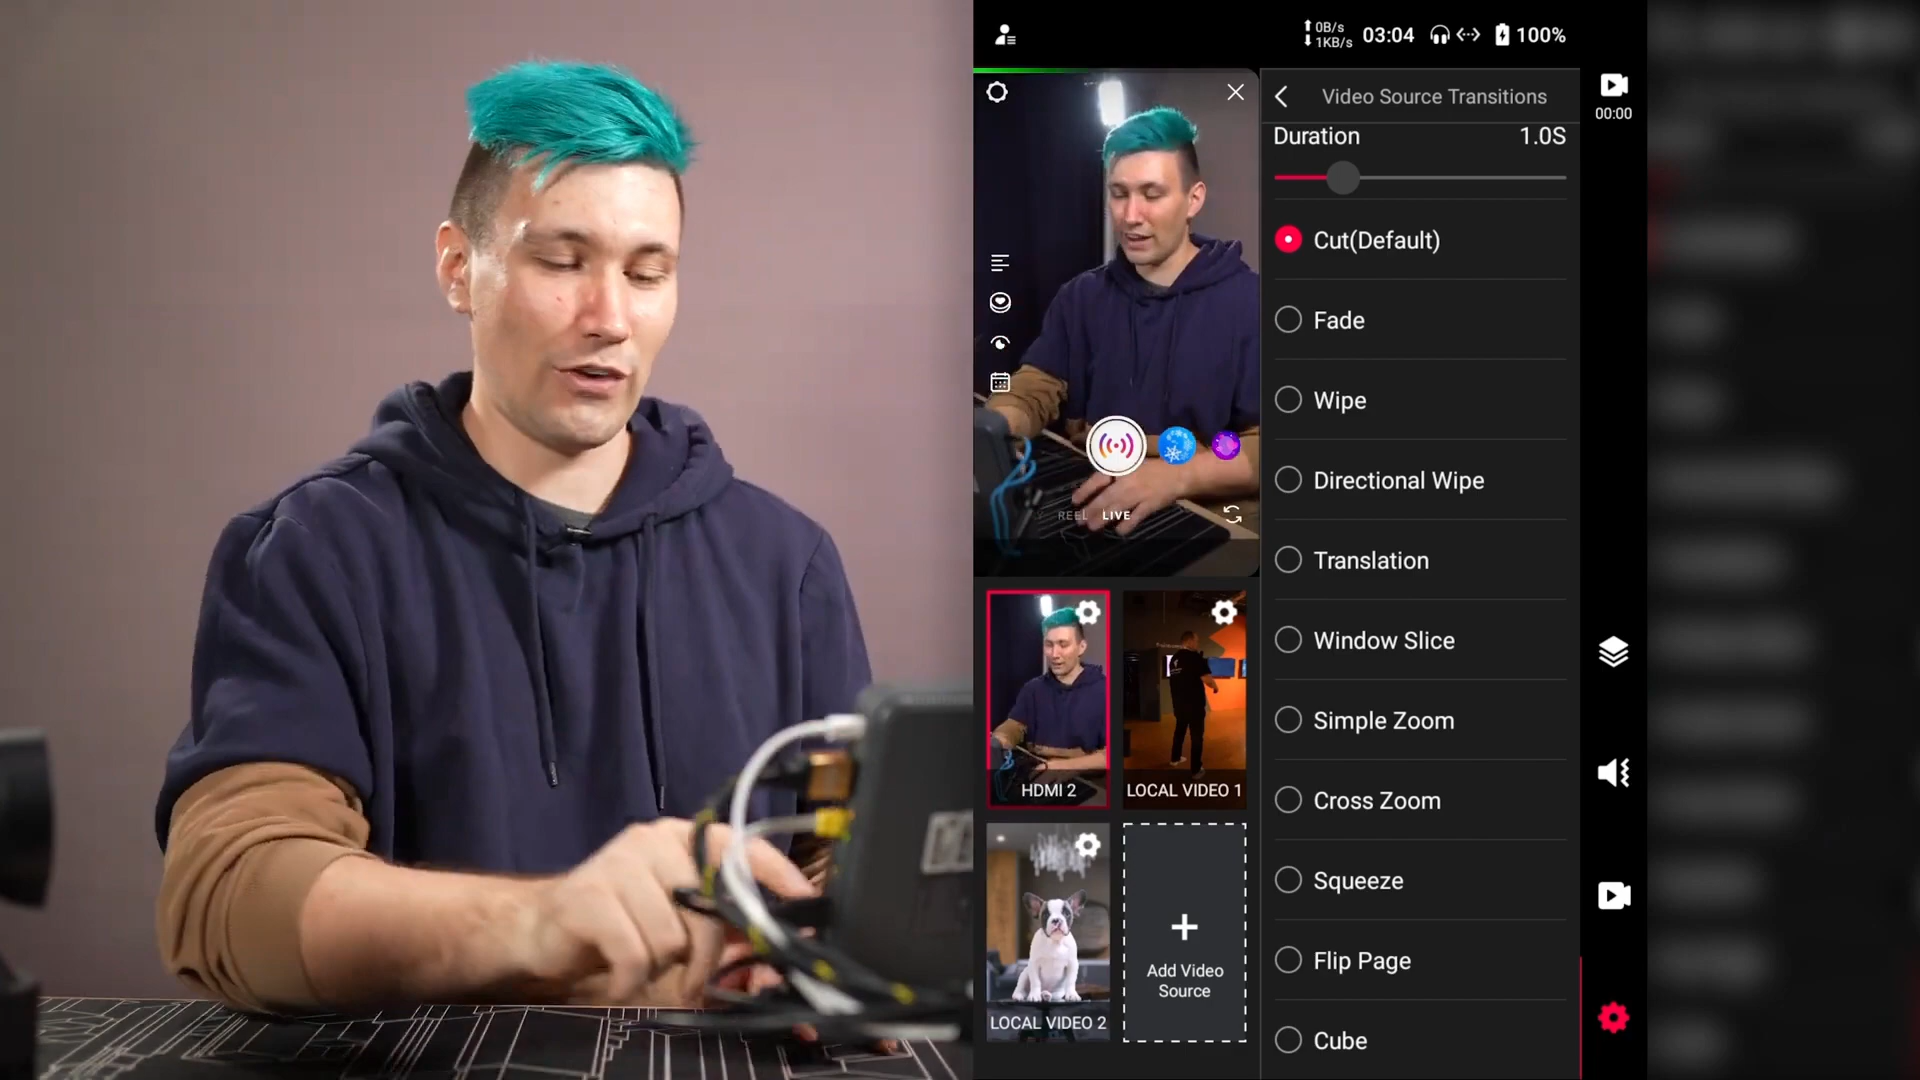 0B/s
1KB/s
03:04
100%
Video Source Transitions
00:00
Duration
1.0S
Cut(Default)
Fade
Wipe
Directional Wipe
Translation
Window Slice
Simple Zoom
Cross Zoom
Squeeze
Flip Page
Cube
REEL LIVE
HDMI 2
LOCAL VIDEO 1
LOCAL VIDEO 2
Add Video
Source